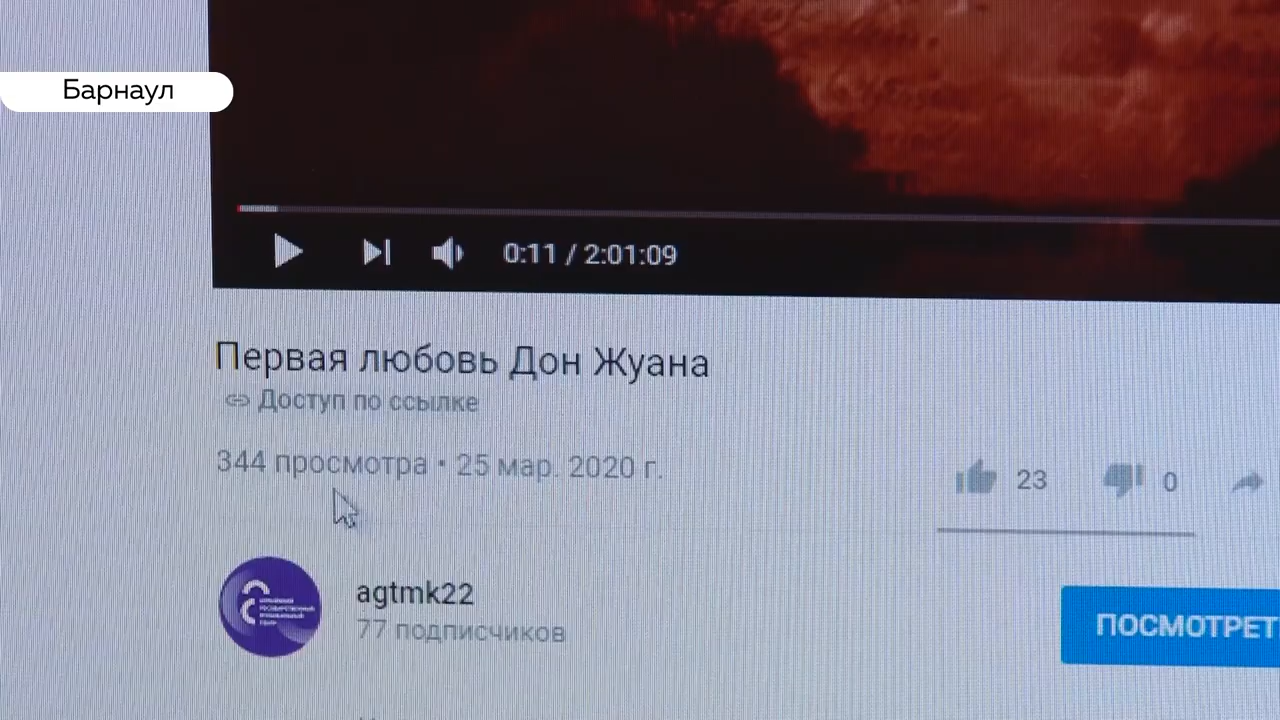 Барнаул
0:11 / 2:01:09
Первая любовь Дон Жуана
Доступ по ссылке
344 просмотра • 25 мар. 2020 г.
23
0
agtmk22
77 подписчиков
ПОСМОТРЕТ